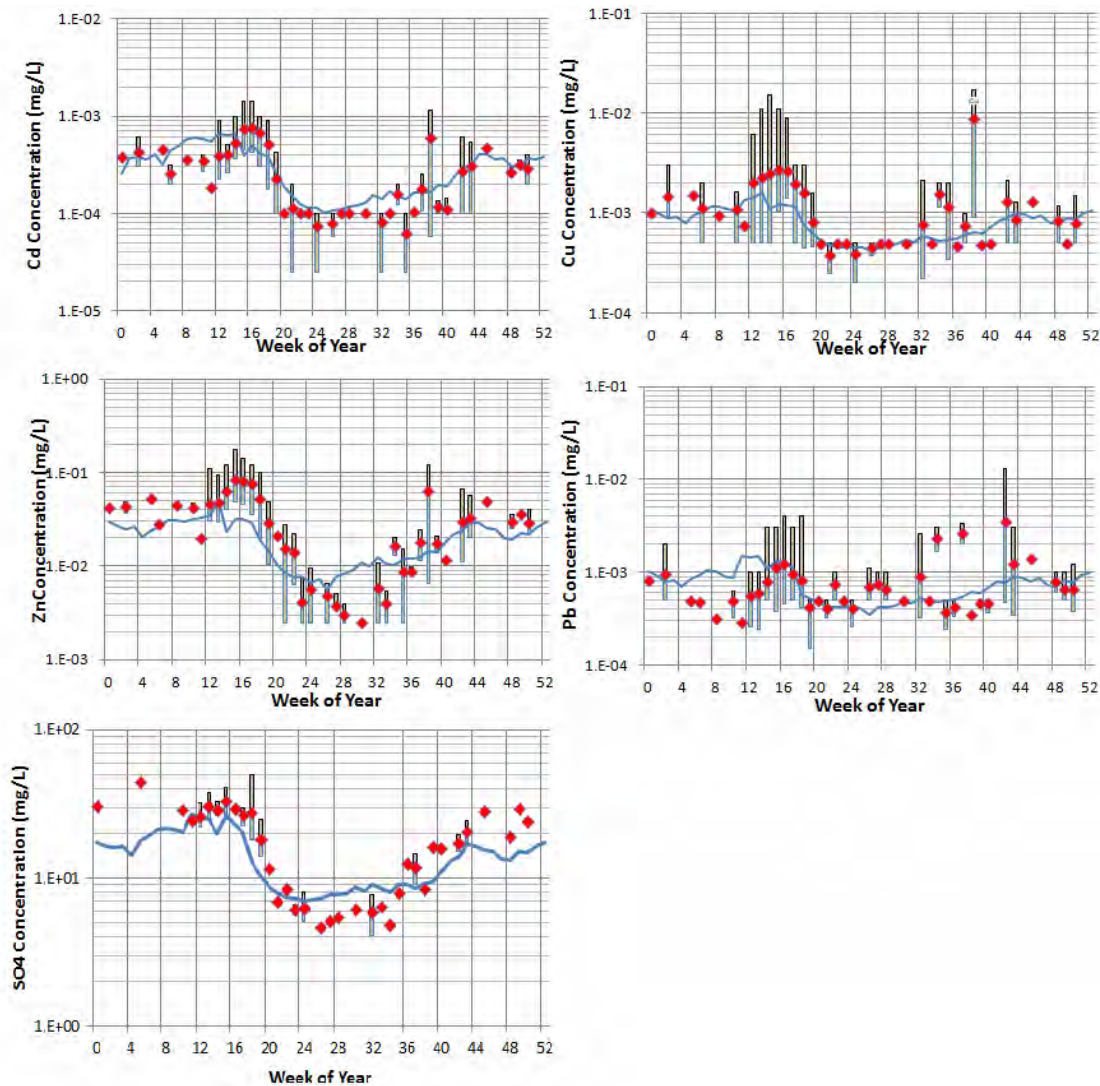 Cd Concentration (mg/L)
1.E-02
1.E-03
1.E-04
1.E-05
0 4 8 12 16 20 24 28 32 36 40 44 48 52
Week of Year
Cu Concentration (mg/L)
1.E-01
1.E-02
1.E-03
1.E-04
0 4 8 12 16 20 24 28 32 36 40 44 48 52
Week of Year
ZnConcentration (mg/L)
1.E+00
1.E-01
1.E-02
1.E-03
0 4 8 12 16 20 24 28 32 36 40 44 48 52
Week of Year
Pb Concentration (mg/L)
1.E-01
1.E-02
1.E-03
1.E-04
0 4 8 12 16 20 24 28 32 36 40 44 48 52
Week of Year
SO4 Concentration (mg/L)
1.E+02
1.E+01
1.E+00
0 4 8 12 16 20 24 28 32 36 40 44 48 52
Week of Year